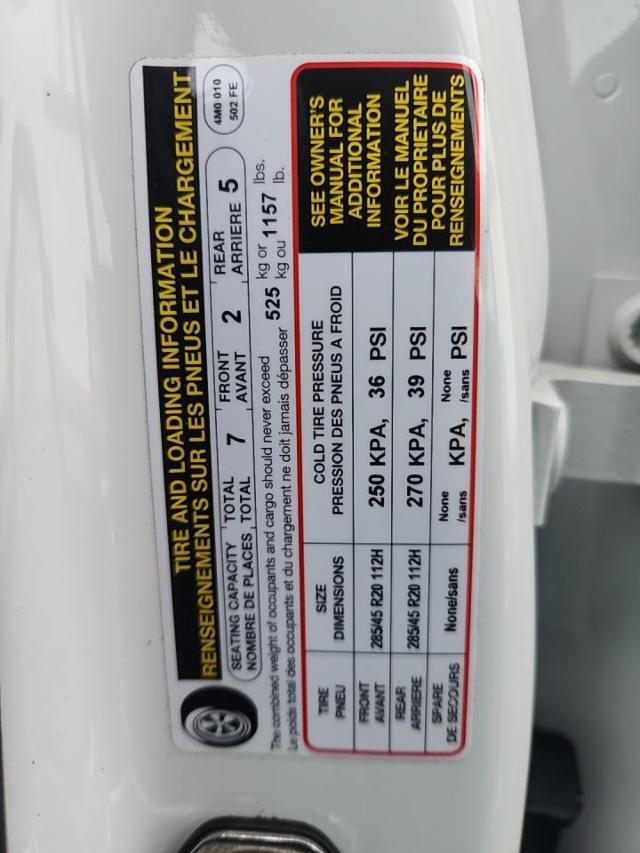 TIRE AND LOADING INFORMATION
RENSEIGNEMENTS SUR LES PNEUS ET LE CHARGEMENT
SEATING CAPACITY TOTAL 7 FRONT 2 REAR 5
NOMBRE DE PLACES TOTAL AVANT ARRIERE
4M0 010
502 FE
The combined weight of occupants and cargo should never exceed 525 kg or 1157 lbs.
Le poids total des occupants et du chargement ne doit jamais dépasser kg ou lb.
TIRE SIZE COLD TIRE PRESSURE
PNEU DIMENSIONS PRESSION DES PNEUS A FROID
FRONT
AVANT 285/45 R20 112H 250 KPA, 36 PSI
REAR
ARRIERE 285/45 R20 112H 270 KPA, 39 PSI
SPARE None None
DE SECOURS None/sans /sans KPA, /sans PSI
SEE OWNER'S
MANUAL FOR
ADDITIONAL
INFORMATION
VOIR LE MANUEL
DU PROPRIETAIRE
POUR PLUS DE
RENSEIGNEMENTS